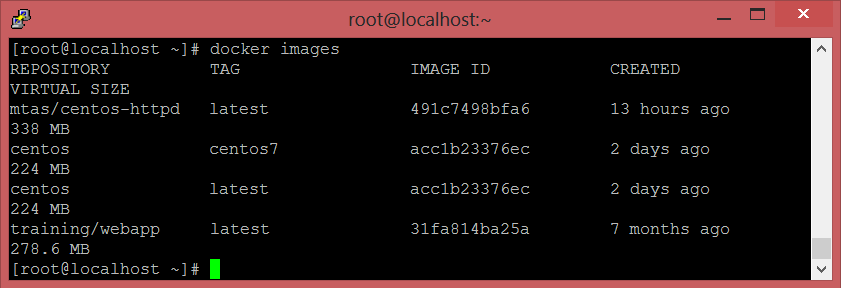 root@localhost:~
[root@localhost ~]# docker images
REPOSITORY          TAG                 IMAGE ID            CREATED
VIRTUAL SIZE
mtas/centos-httpd   latest              491c7498bfa6        13 hours ago
338 MB
centos              centos7             acc1b23376ec        2 days ago
224 MB
centos              latest              acc1b23376ec        2 days ago
224 MB
training/webapp     latest              31fa814ba25a        7 months ago
278.6 MB
[root@localhost ~]#